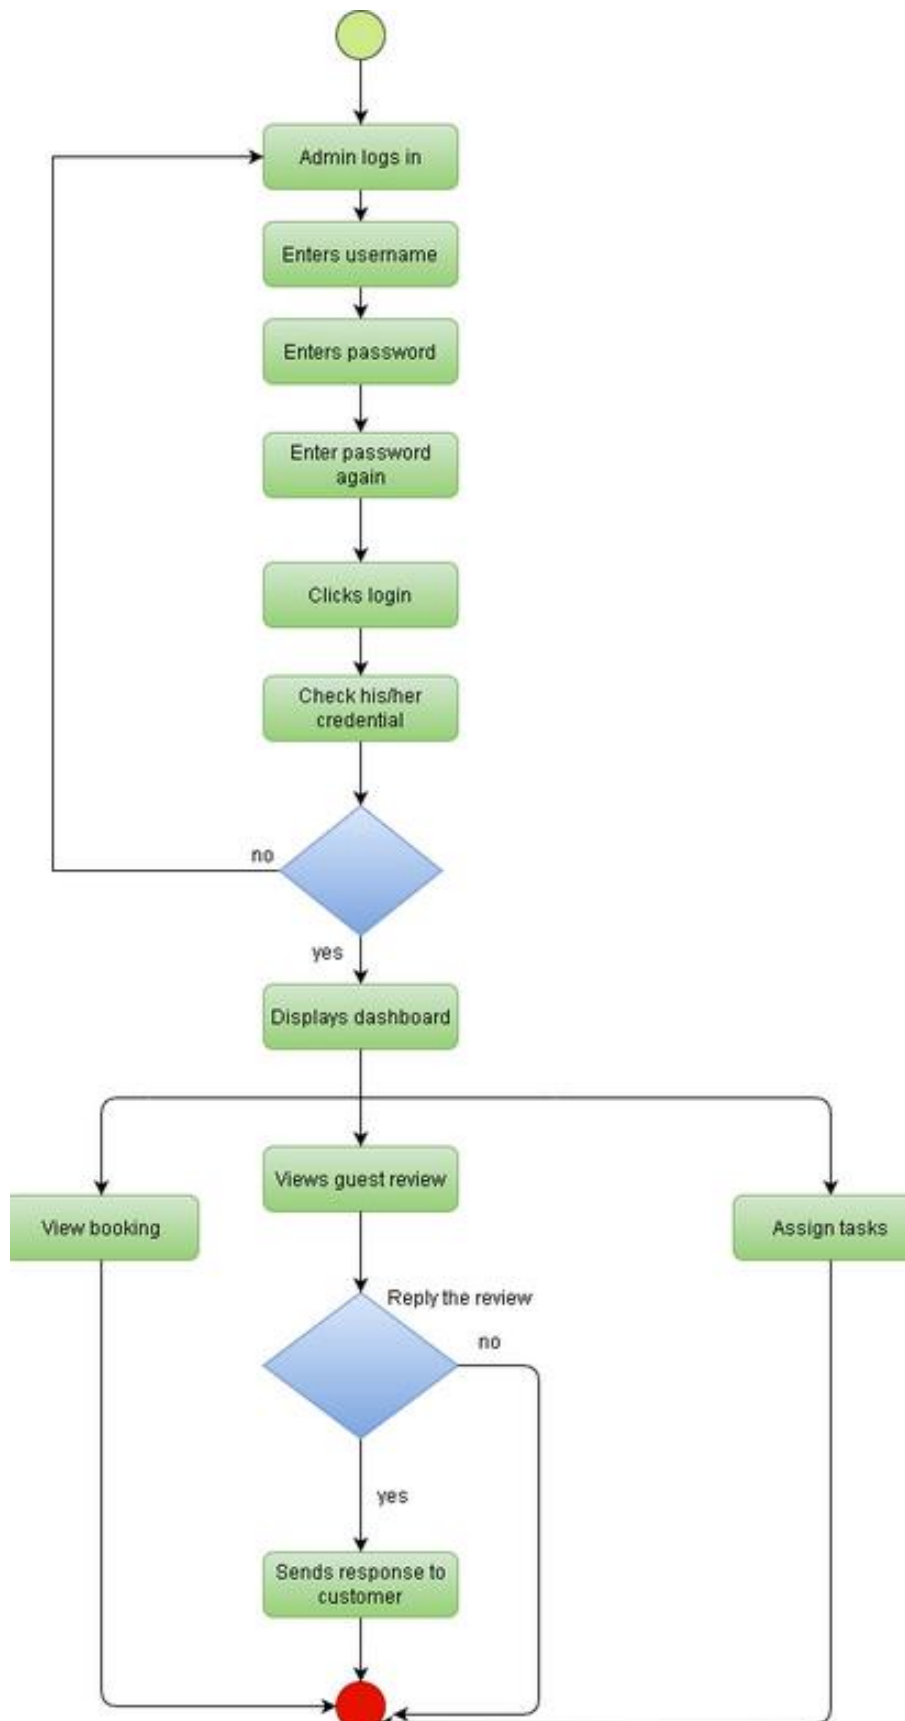 Admin logs in
Enters username
Enters password
Enter password
again
Clicks login
Check his/her
credential
no
yes
Displays dashboard
Views guest review
View booking
Assign tasks
Reply the review
no
yes
Sends response to
customer